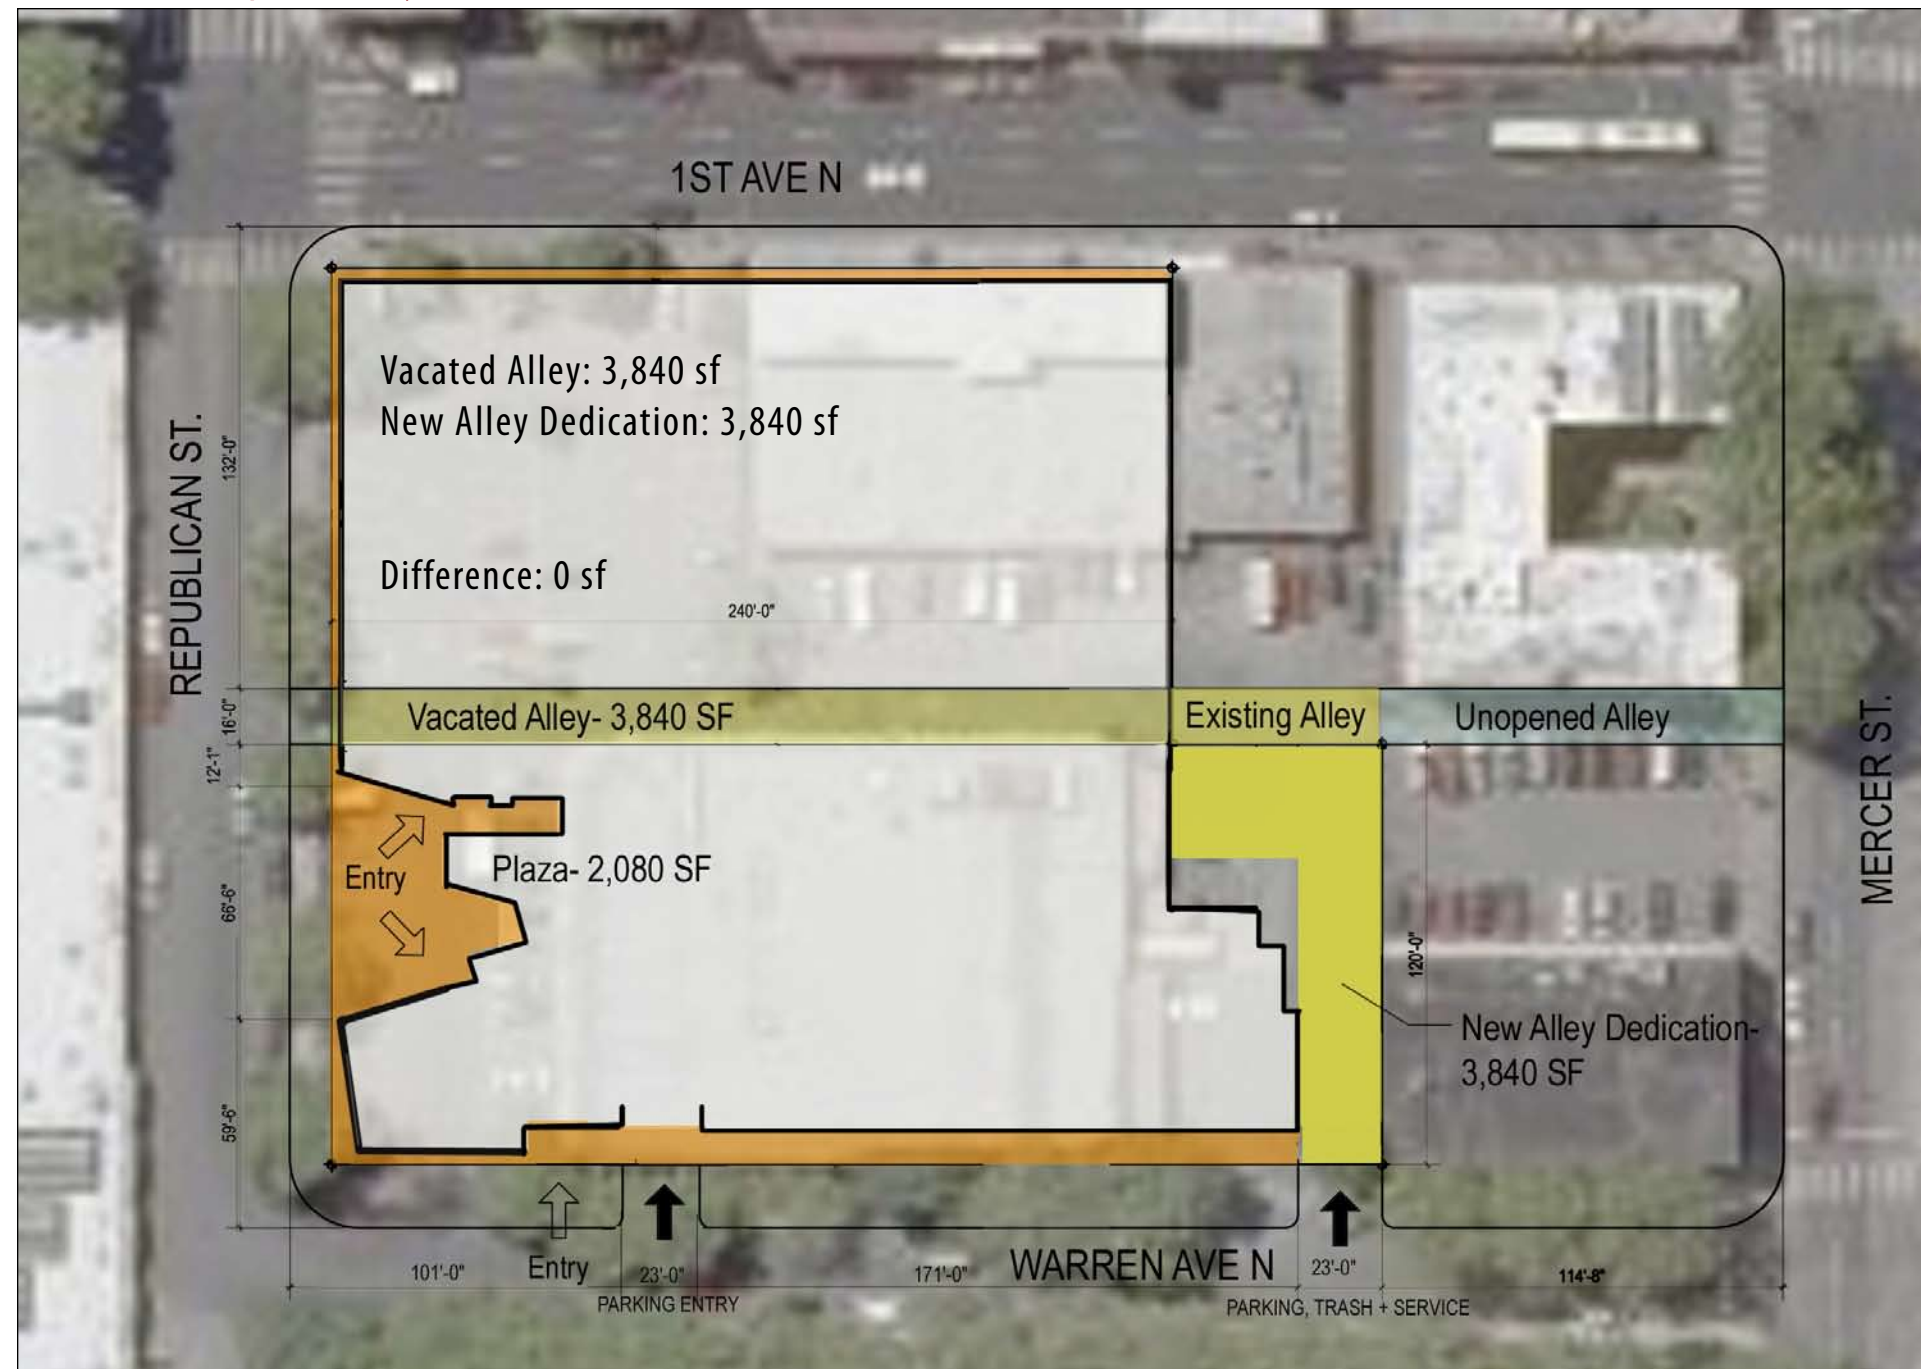 1ST AVE N
Vacated Alley: 3,840 sf
New Alley Dedication: 3,840 sf
Difference: 0 sf
240'-0"
REPUBLICAN ST.
132'-0"
16'-0"
12'-1"
66'-6"
59'-6"
Vacated Alley- 3,840 SF
Existing Alley
Unopened Alley
MERCER ST.
Entry
Plaza- 2,080 SF
120'-0"
New Alley Dedication-
3,840 SF
101'-0"
Entry
23'-0"
PARKING ENTRY
171'-0"
WARREN AVE N
23'-0"
PARKING, TRASH + SERVICE
114'-8"